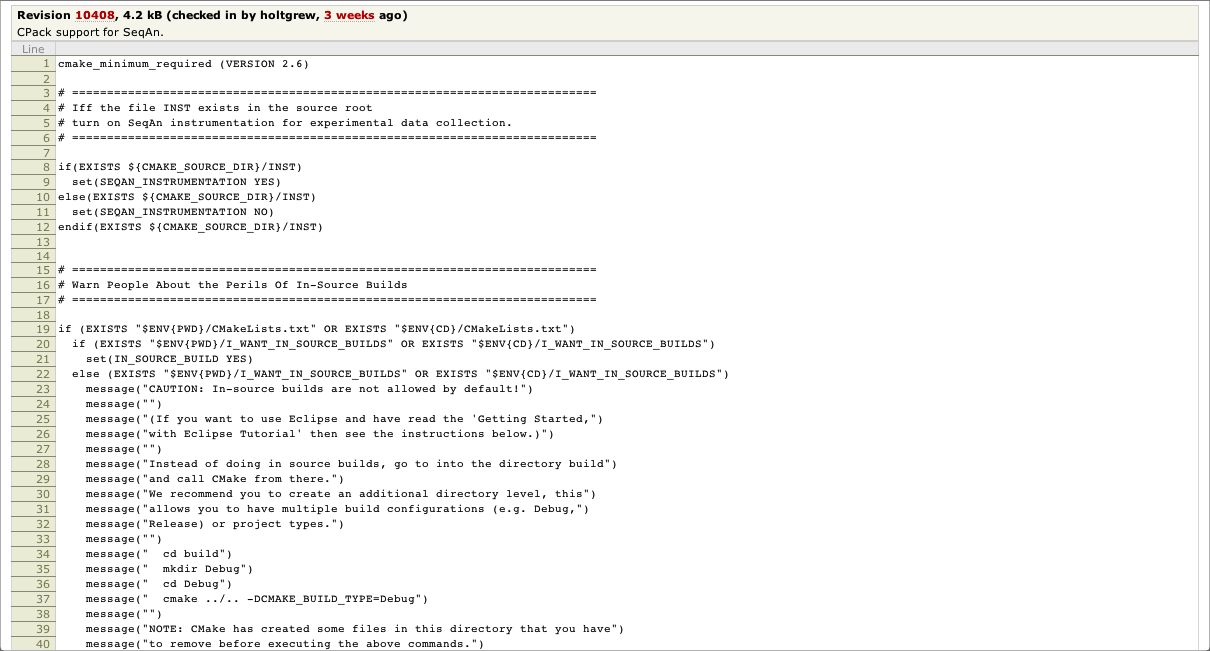 Revision 10408, 4.2 kB (checked in by holtgrew, 3 weeks ago)
CPack support for SeqAn.
Line
1 cmake_minimum_required (VERSION 2.6)
2
3 # ===========================================================================
4 # Iff the file INST exists in the source root
5 # turn on SeqAn instrumentation for experimental data collection.
6 # ===========================================================================
7
8 if(EXISTS ${CMAKE_SOURCE_DIR}/INST)
9   set(SEQAN_INSTRUMENTATION YES)
10 else(EXISTS ${CMAKE_SOURCE_DIR}/INST)
11   set(SEQAN_INSTRUMENTATION NO)
12 endif(EXISTS ${CMAKE_SOURCE_DIR}/INST)
13
14
15 # ===========================================================================
16 # Warn People About the Perils Of In-Source Builds
17 # ===========================================================================
18
19 if (EXISTS "$ENV{PWD}/CMakeLists.txt" OR EXISTS "$ENV{CD}/CMakeLists.txt")
20   if (EXISTS "$ENV{PWD}/I_WANT_IN_SOURCE_BUILDS" OR EXISTS "$ENV{CD}/I_WANT_IN_SOURCE_BUILDS")
21     set(IN_SOURCE_BUILD YES)
22   else (EXISTS "$ENV{PWD}/I_WANT_IN_SOURCE_BUILDS" OR EXISTS "$ENV{CD}/I_WANT_IN_SOURCE_BUILDS")
23     message("CAUTION: In-source builds are not allowed by default!")
24     message("")
25     message("(If you want to use Eclipse and have read the 'Getting Started,")
26     message("with Eclipse Tutorial' then see the instructions below.)")
27     message("")
28     message("Instead of doing in source builds, go to into the directory build")
29     message("and call CMake from there.")
30     message("We recommend you to create an additional directory level, this")
31     message("allows you to have multiple build configurations (e.g. Debug,")
32     message("Release) or project types.")
33     message("")
34     message("  cd build")
35     message("  mkdir Debug")
36     message("  cd Debug")
37     message("  cmake ../.. -DCMAKE_BUILD_TYPE=Debug")
38     message("")
39     message("NOTE: CMake has created some files in this directory that you have")
40     message("to remove before executing the above commands.")